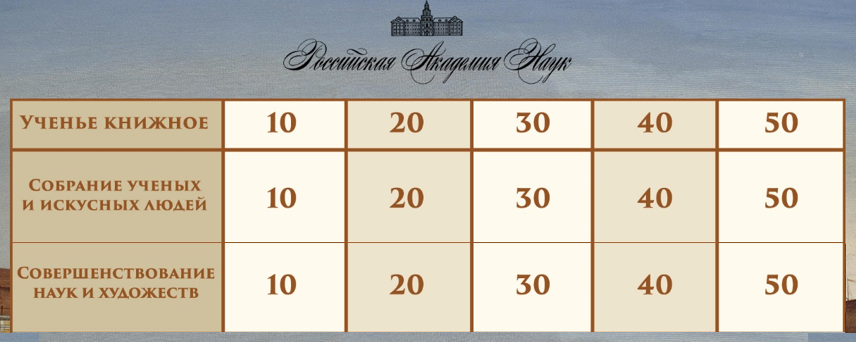 Российская Академия Наук
Ученье книжное 10 20 30 40 50
Собрание ученых
и искусных людей 10 20 30 40 50
Совершенствование
наук и художеств 10 20 30 40 50